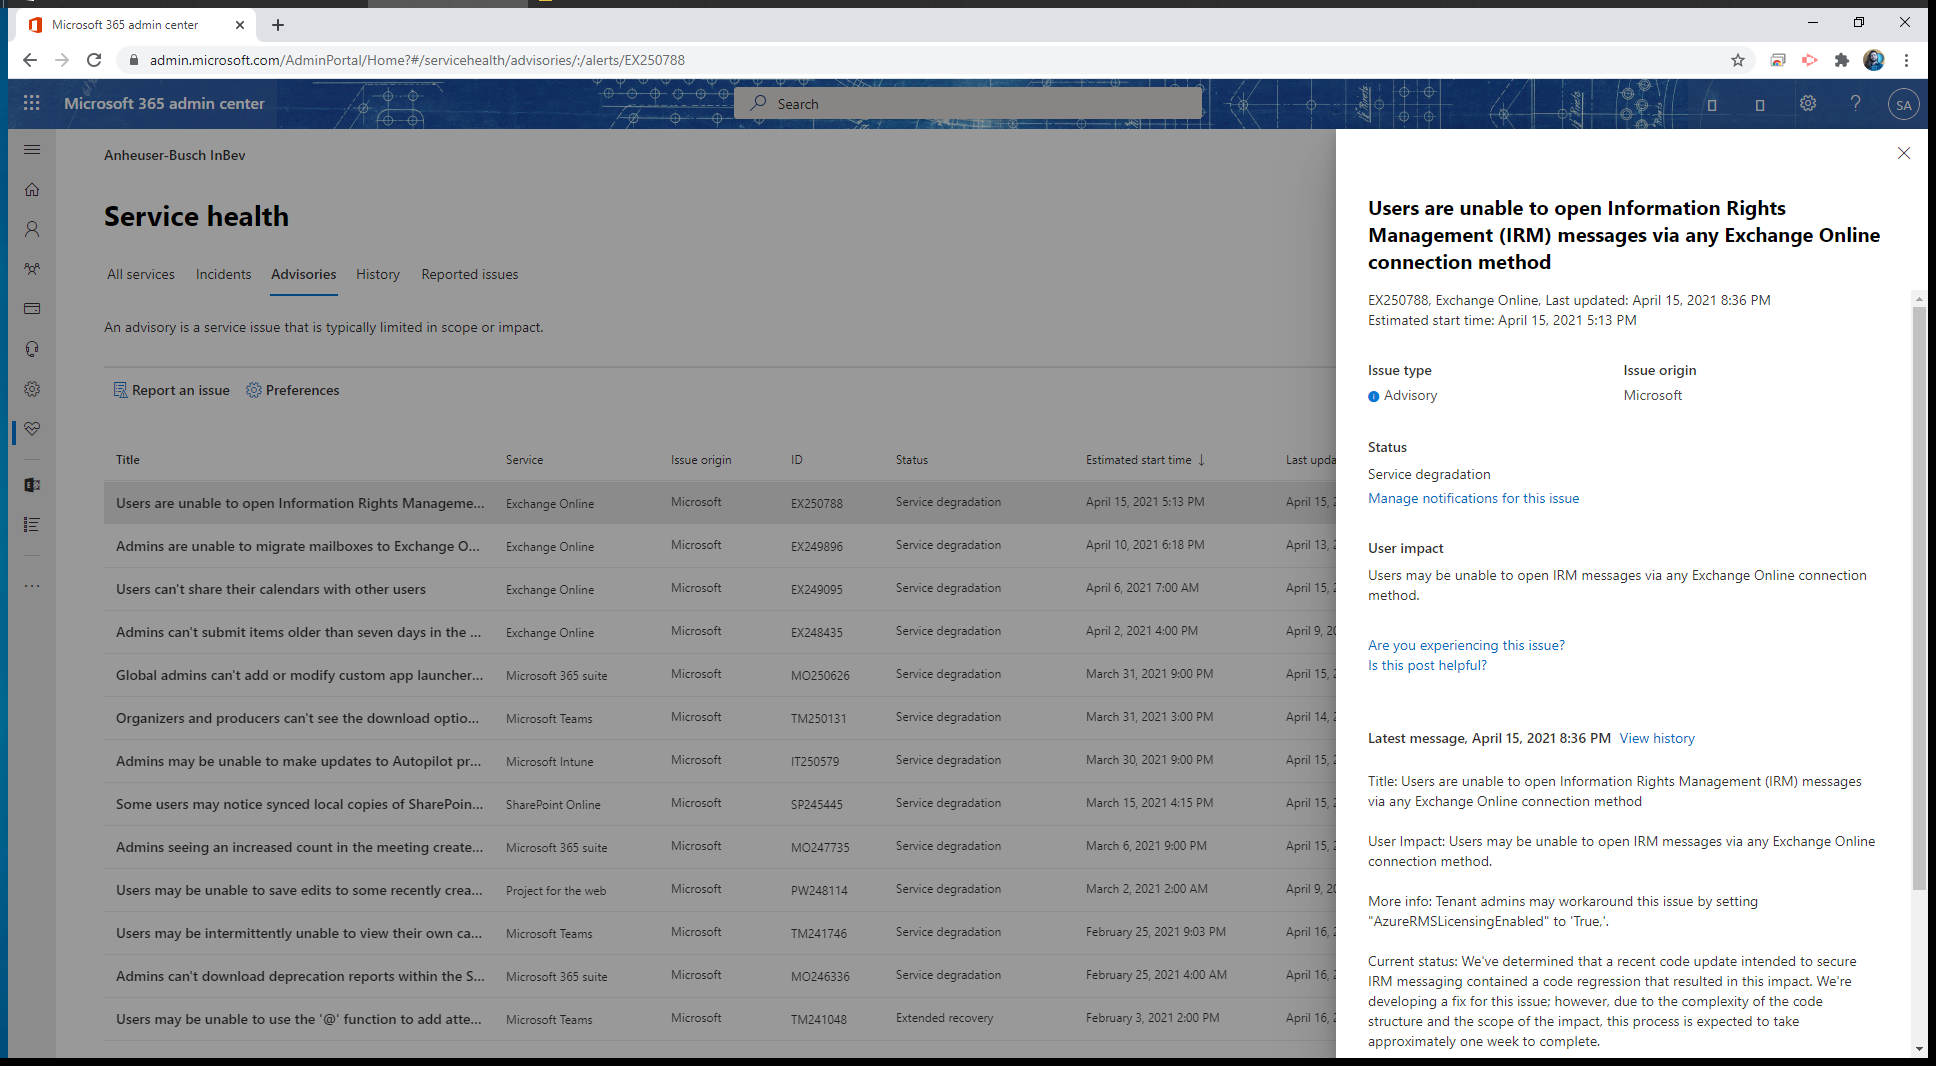 Microsoft 365 admin center
admin.microsoft.com/AdminPortal/Home?#/servicehealth/advisories/:/alerts/EX250788
Microsoft 365 admin center
Search
SA
Anheuser-Busch InBev
Service health
All services Incidents Advisories History Reported issues
An advisory is a service issue that is typically limited in scope or impact.
Report an issue Preferences
Title Service Issue origin ID Status Estimated start time ↓ Last upda
Users are unable to open Information Rights Manageme... Exchange Online Microsoft EX250788 Service degradation April 15, 2021 5:13 PM April 15, 2
Admins are unable to migrate mailboxes to Exchange O... Exchange Online Microsoft EX249896 Service degradation April 10, 2021 6:18 PM April 13, 2
Users can't share their calendars with other users Exchange Online Microsoft EX249095 Service degradation April 6, 2021 7:00 AM April 15, 2
Admins can't submit items older than seven days in the ... Exchange Online Microsoft EX248435 Service degradation April 2, 2021 4:00 PM April 9, 20
Global admins can't add or modify custom app launcher... Microsoft 365 suite Microsoft MO250626 Service degradation March 31, 2021 9:00 PM April 15, 2
Organizers and producers can't see the download optio... Microsoft Teams Microsoft TM250131 Service degradation March 31, 2021 3:00 PM April 14, 2
Admins may be unable to make updates to Autopilot pr... Microsoft Intune Microsoft IT250579 Service degradation March 30, 2021 9:00 PM April 15, 2
Some users may notice synced local copies of SharePoin... SharePoint Online Microsoft SP245445 Service degradation March 15, 2021 4:15 PM April 15, 2
Admins seeing an increased count in the meeting create... Microsoft 365 suite Microsoft MO247735 Service degradation March 6, 2021 9:00 PM April 15, 2
Users may be unable to save edits to some recently crea... Project for the web Microsoft PW248114 Service degradation March 2, 2021 2:00 AM April 9, 20
Users may be intermittently unable to view their own ca... Microsoft Teams Microsoft TM241746 Service degradation February 25, 2021 9:03 PM April 16, 2
Admins can't download deprecation reports within the S... Microsoft 365 suite Microsoft MO246336 Service degradation February 25, 2021 4:00 AM April 16, 2
Users may be unable to use the '@' function to add atte... Microsoft Teams Microsoft TM241048 Extended recovery February 3, 2021 2:00 PM April 16, 2
Users are unable to open Information Rights
Management (IRM) messages via any Exchange Online
connection method
EX250788, Exchange Online, Last updated: April 15, 2021 8:36 PM
Estimated start time: April 15, 2021 5:13 PM
Issue type Issue origin
Advisory Microsoft
Status
Service degradation
Manage notifications for this issue
User impact
Users may be unable to open IRM messages via any Exchange Online connection
method.
Are you experiencing this issue?
Is this post helpful?
Latest message, April 15, 2021 8:36 PM View history
Title: Users are unable to open Information Rights Management (IRM) messages
via any Exchange Online connection method
User Impact: Users may be unable to open IRM messages via any Exchange Online
connection method.
More info: Tenant admins may workaround this issue by setting
"AzureRMSLicensingEnabled" to 'True,'.
Current status: We've determined that a recent code update intended to secure
IRM messaging contained a code regression that resulted in this impact. We're
developing a fix for this issue; however, due to the complexity of the code
structure and the scope of the impact, this process is expected to take
approximately one week to complete.